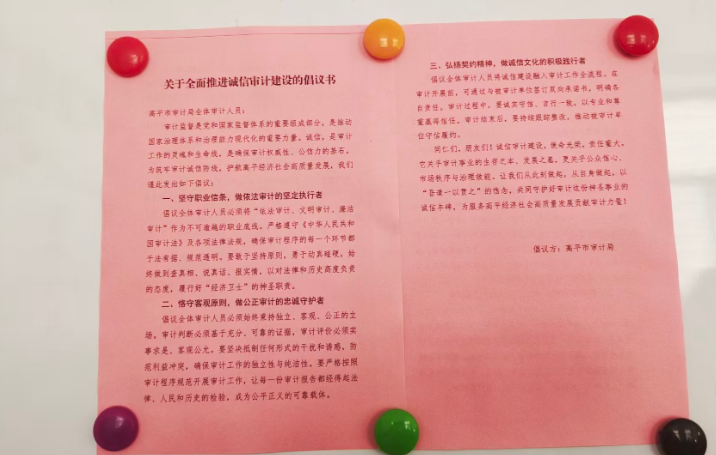 关于全面推进诚信审计建设的倡议书
高平市审计局全体审计人员：
审计监督是党和国家监督体系的重要组成部分，是推动
国家治理体系和治理能力现代化的重要力量。诚信，是审计
工作的灵魂和生命线，是确保审计权威性、公信力的基石。
为筑牢审计诚信防线，护航高平经济社会高质量发展，我们
谨此发出如下倡议：
一、坚守职业信条，做依法审计的坚定执行者
倡议全体审计人员必须将“依法审计、文明审计、廉洁
审计”作为不可逾越的职业底线。严格遵守《中华人民共和
国审计法》及各项法律法规，确保审计程序的每一个环节都
于法有据、规范透明。要敢于坚持原则，勇于动真碰硬，始
终做到查真相、说真话、报实情，以对法律和历史高度负责
的态度，履行好“经济卫士”的神圣职责。
二、恪守客观原则，做公正审计的忠诚守护者
倡议全体审计人员必须始终秉持独立、客观、公正的立
场。审计判断必须基于充分、可靠的证据，审计评价必须实
事求是、客观公允。要坚决抵制任何形式的干扰和诱惑，防
范利益冲突，确保审计工作的独立性与纯洁性。要严格按照
审计程序规范开展审计工作，让每一份审计报告都经得起法
律、人民和历史的检验，成为公平正义的可靠载体。
三、弘扬契约精神，做诚信文化的积极践行者
倡议全体审计人员将诚信建设融入审计工作全流程。在
审计开展前，可通过与被审计单位签订双向承诺书，明确各
自责任。审计过程中，要诚实守信、言行一致，以专业和尊
重赢得信任。审计结束后，要持续跟踪整改，推动被审计单
位守信履约。
同仁们，朋友们！诚信审计建设，使命光荣，责任重大。
它关乎审计事业的生存之本、发展之基，更关乎公众信心、
市场秩序与治理效能。让我们从此刻做起，从自身做起，以
“吾道一以贯之”的信念，共同守护好审计这份神圣事业的
诚信丰碑，为服务高平经济社会高质量发展贡献审计力量！
倡议方：高平市审计局